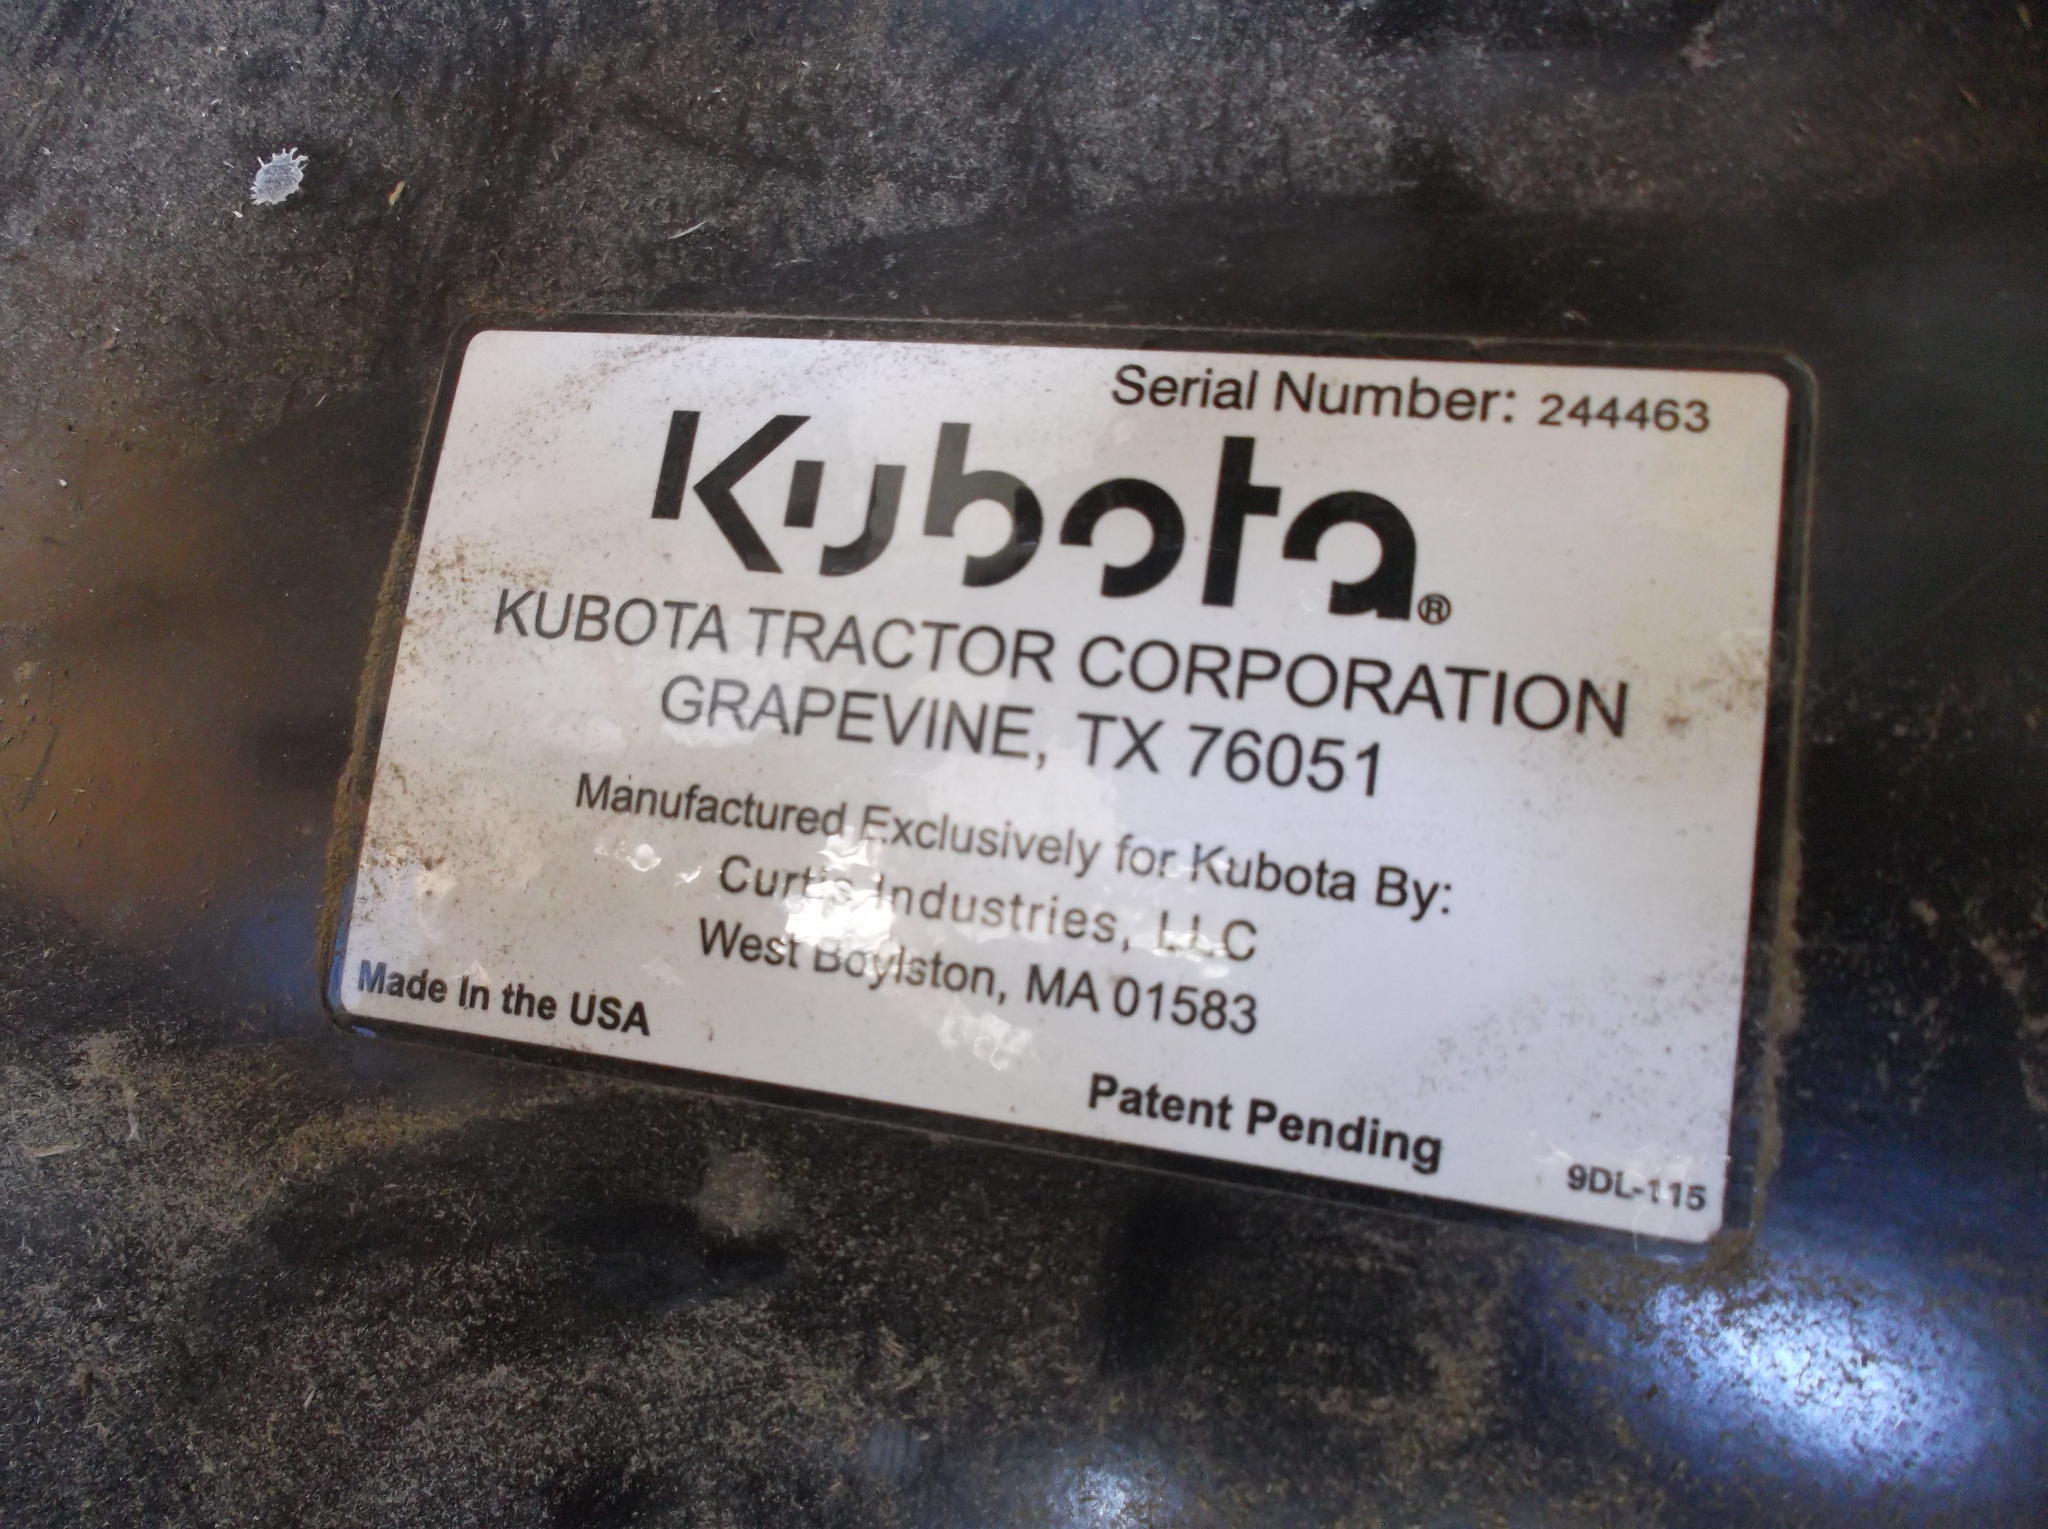 Serial Number: 244463
Kubota®
KUBOTA TRACTOR CORPORATION
GRAPEVINE, TX 76051
Manufactured Exclusively for Kubota By:
Curtis Industries, LLC
West Boylston, MA 01583
Made In the USA
Patent Pending
9DL-115